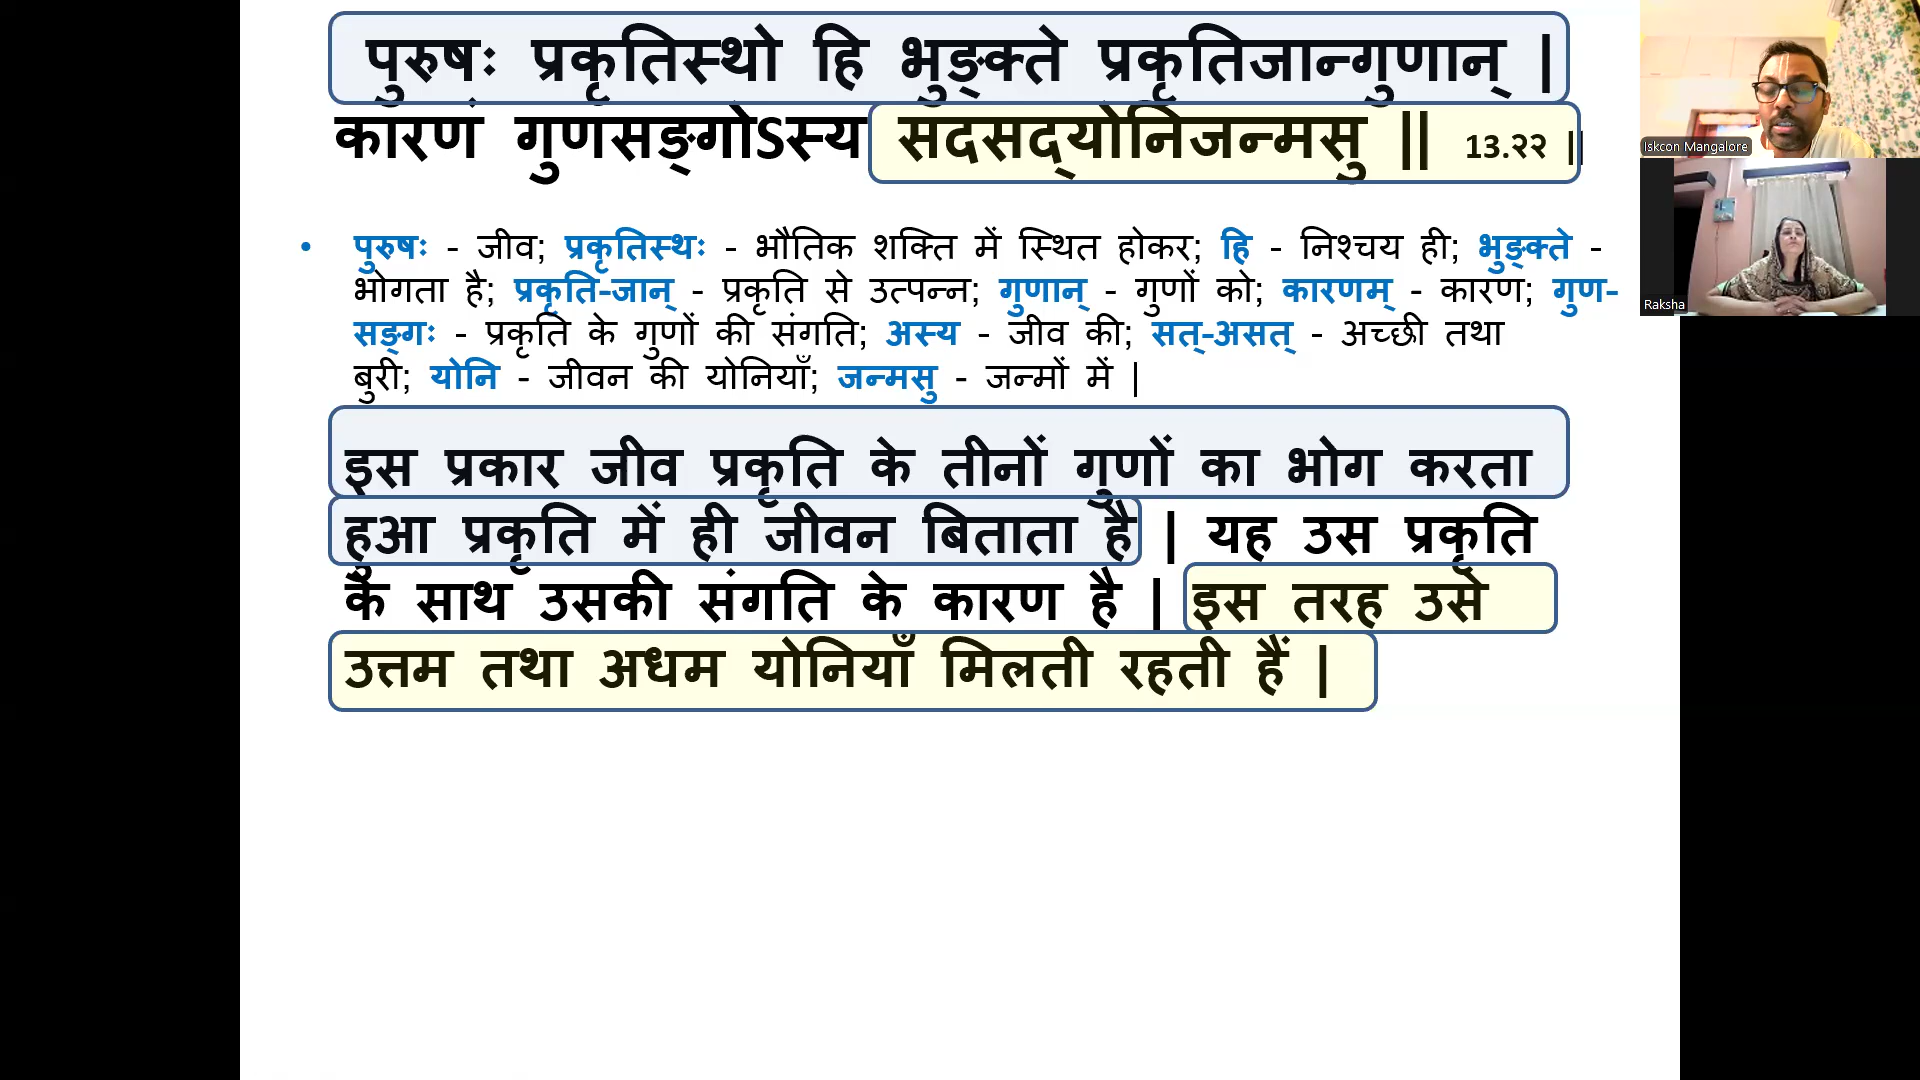 पुरुषः प्रकृतिस्थो हि भुङ्क्ते प्रकृतिजान्गुणान् |
कारणं गुणसङ्गोSस्य सदसद्योनिजन्मसु || 13.२२ ||
• पुरुषः - जीव; प्रकृतिस्थः - भौतिक शक्ति में स्थित होकर; हि - निश्चय ही; भुङ्क्ते -
भोगता है; प्रकृति-जान् - प्रकृति से उत्पन्न; गुणान् - गुणों को; कारणम् - कारण; गुण-
सङ्गः - प्रकृति के गुणों की संगति; अस्य - जीव की; सत्-असत् - अच्छी तथा
बुरी; योनि - जीवन की योनियाँ; जन्मसु - जन्मों में |
इस प्रकार जीव प्रकृति के तीनों गुणों का भोग करता
हुआ प्रकृति में ही जीवन बिताता है | यह उस प्रकृति
के साथ उसकी संगति के कारण है | इस तरह उसे
उत्तम तथा अधम योनियाँ मिलती रहती हैं |
Iskcon Mangalore
Raksha